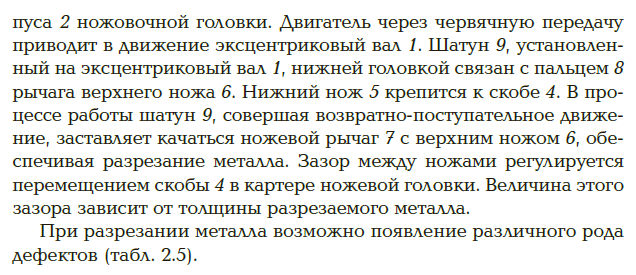 пуса 2 ножовочной головки. Двигатель через червячную передачу
приводит в движение эксцентриковый вал 1. Шатун 9, установлен-
ный на эксцентриковый вал 1, нижней головкой связан с пальцем 8
рычага верхнего ножа 6. Нижний нож 5 крепится к скобе 4. В про-
цессе работы шатун 9, совершая возвратно-поступательное движе-
ние, заставляет качаться ножевой рычаг 7 с верхним ножом 6, обе-
спечивая разрезание металла. Зазор между ножами регулируется
перемещением скобы 4 в картере ножевой головки. Величина этого
зазора зависит от толщины разрезаемого металла.
При разрезании металла возможно появление различного рода
дефектов (табл. 2.5).